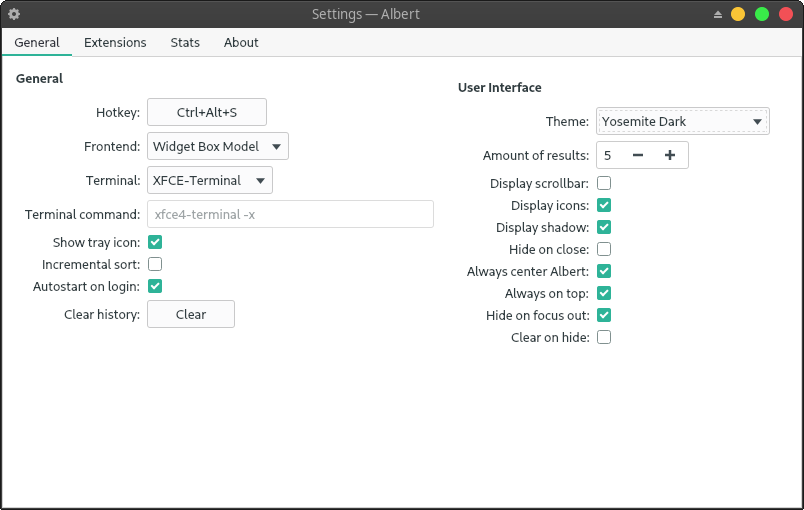 Settings — Albert
General Extensions Stats About
General
Hotkey: Ctrl+Alt+S
Frontend: Widget Box Model
Terminal: XFCE-Terminal
Terminal command: xfce4-terminal -x
Show tray icon:
Incremental sort:
Autostart on login:
Clear history: Clear
User Interface
Theme: Yosemite Dark
Amount of results: 5
Display scrollbar:
Display icons:
Display shadow:
Hide on close:
Always center Albert:
Always on top:
Hide on focus out:
Clear on hide: